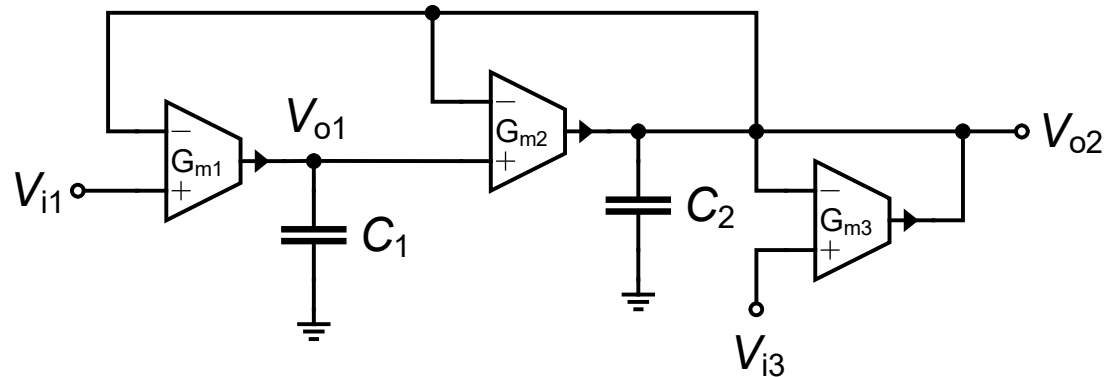 V_o1
G_m1
− +
G_m2
− +
V_o2
V_i1
C_1
C_2
G_m3
− +
V_i3